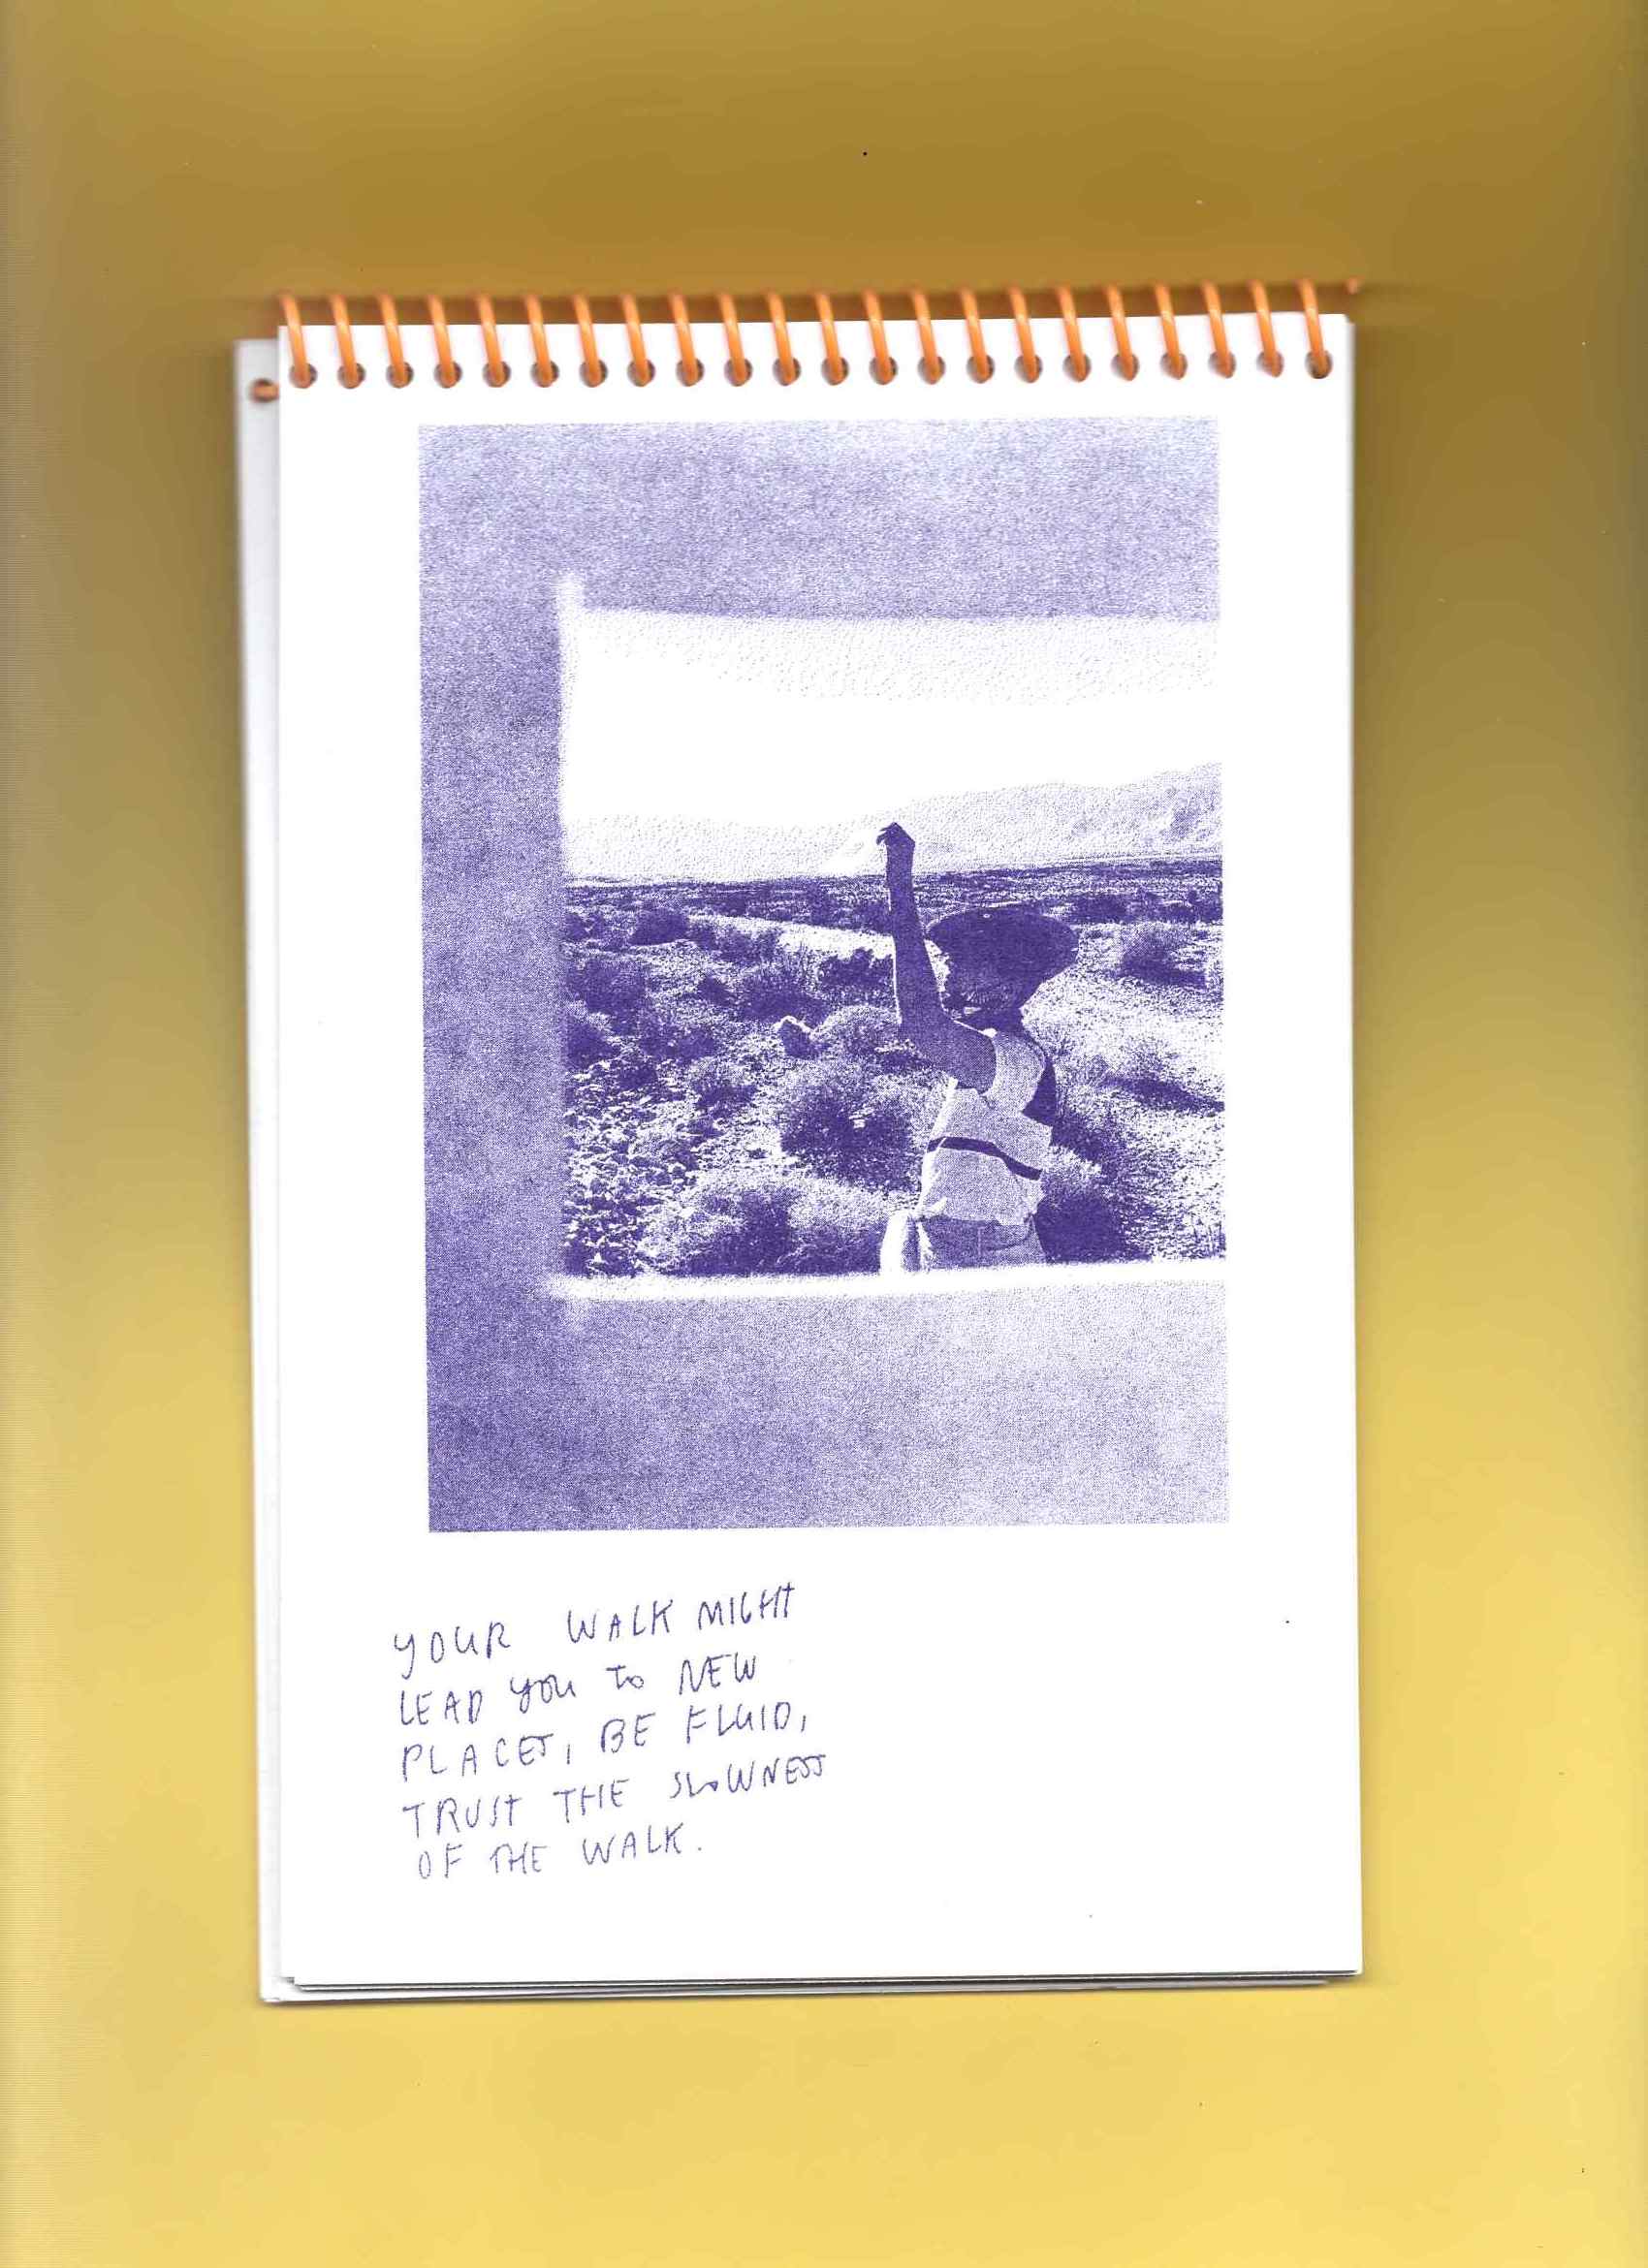 YOUR WALK MIGHT
LEAD YOU TO NEW
PLACES, BE FLUID,
TRUST THE SLOWNESS
OF THE WALK.